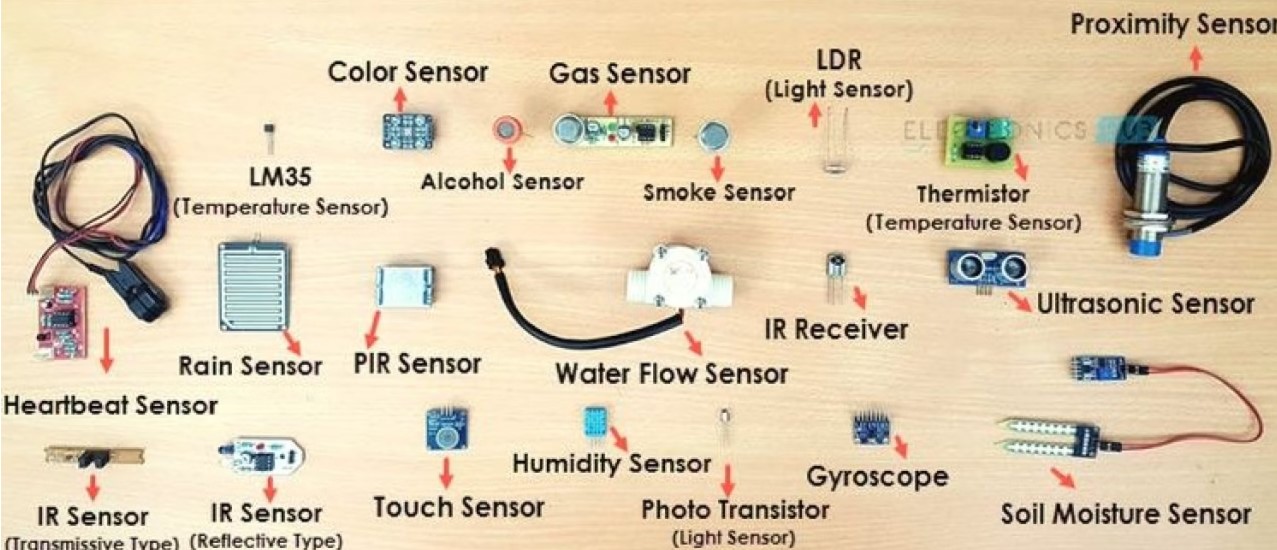 Proximity Sensor
Color Sensor
Gas Sensor
LDR
(Light Sensor)
ELECTRONICS HUB
LM35
(Temperature Sensor)
Alcohol Sensor
Smoke Sensor
Thermistor
(Temperature Sensor)
Rain Sensor
PIR Sensor
Water Flow Sensor
IR Receiver
Ultrasonic Sensor
Heartbeat Sensor
IR Sensor
(Transmissive Type)
IR Sensor
(Reflective Type)
Touch Sensor
Humidity Sensor
Photo Transistor
(Light Sensor)
Gyroscope
Soil Moisture Sensor